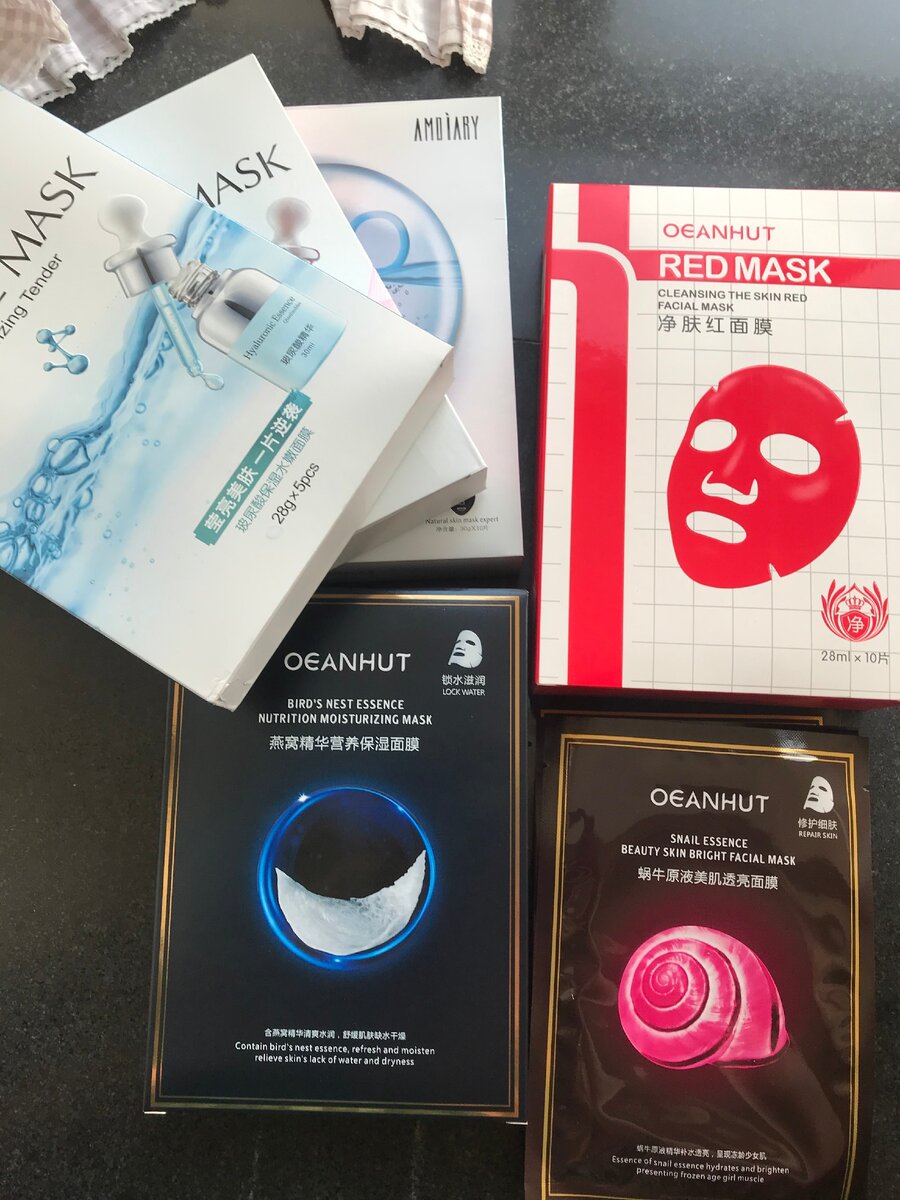 MASK
izing Tender
Hyaluronic Essence
玻尿酸精华
30ml
莹亮美肤 一片逆袭
玻尿酸保湿水嫩面膜
28g×5pcs
MASK
AMDIARY
Natural skin mask expert
OEANHUT
RED MASK
CLEANSING THE SKIN RED
FACIAL MASK
净肤红面膜
净
28ml × 10片
OEANHUT
锁水滋润
LOCK WATER
BIRD'S NEST ESSENCE
NUTRITION MOISTURIZING MASK
燕窝精华营养保湿面膜
含燕窝精华清爽水润，舒缓肌肤缺水干燥
Contain bird's nest essence, refresh and moisten
relieve skin's lack of water and dryness
OEANHUT
修护细肤
REPAIR SKIN
SNAIL ESSENCE
BEAUTY SKIN BRIGHT FACIAL MASK
蜗牛原液美肌透亮面膜
蜗牛原液精华补水透亮，呈现冻龄少女肌
Essence of snail essence hydrates and brighten
presenting frozen age girl muscle